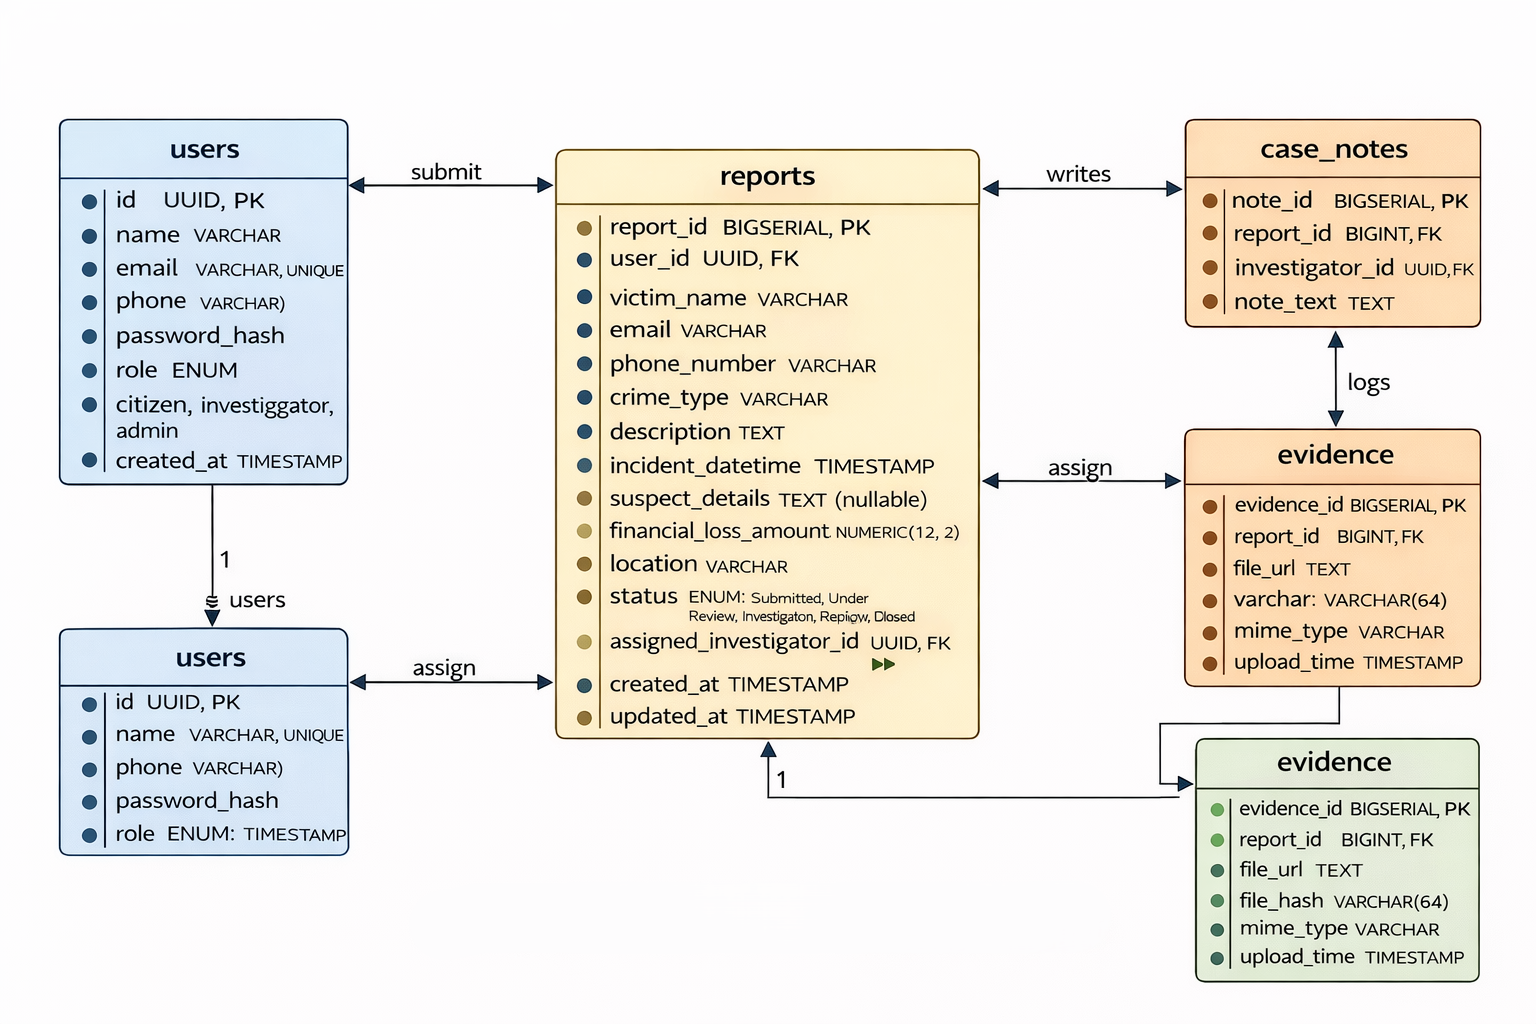 users
id UUID, PK
name VARCHAR
email VARCHAR, UNIQUE
phone VARCHAR)
password_hash
role ENUM
citizen, investiggator,
admin
created_at TIMESTAMP
submit
reports
report_id BIGSERIAL, PK
user_id UUID, FK
victim_name VARCHAR
email VARCHAR
phone_number VARCHAR
crime_type VARCHAR
description TEXT
incident_datetime TIMESTAMP
suspect_details TEXT (nullable)
financial_loss_amount NUMERIC(12, 2)
location VARCHAR
status ENUM: Submitted, Under
Review, Investigaton, Repigw, Dlosed
assigned_investigator_id UUID, FK
created_at TIMESTAMP
updated_at TIMESTAMP
writes
case_notes
note_id BIGSERIAL, PK
report_id BIGINT, FK
investigator_id UUID, FK
note_text TEXT
logs
assign
evidence
evidence_id BIGSERIAL, PK
report_id BIGINT, FK
file_url TEXT
varchar: VARCHAR(64)
mime_type VARCHAR
upload_time TIMESTAMP
1
users
users
id UUID, PK
name VARCHAR, UNIQUE
phone VARCHAR)
password_hash
role ENUM: TIMESTAMP
assign
1
evidence
evidence_id BIGSERIAL, PK
report_id BIGINT, FK
file_url TEXT
file_hash VARCHAR(64)
mime_type VARCHAR
upload_time TIMESTAMP